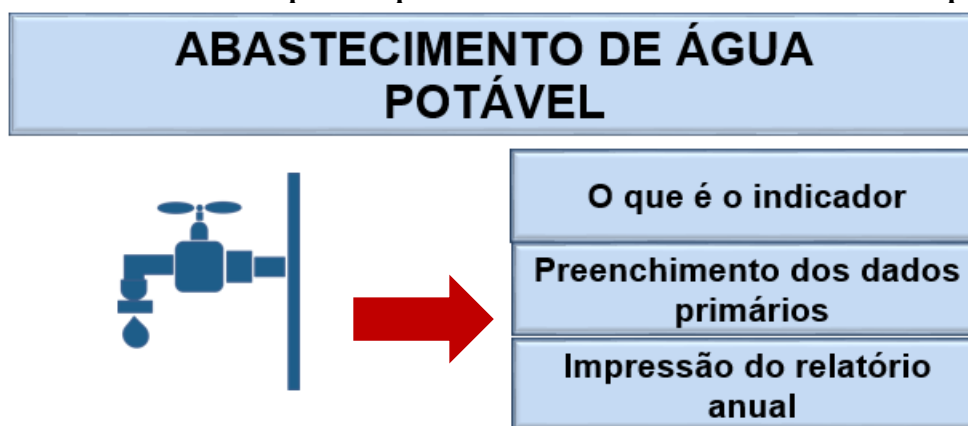 ABASTECIMENTO DE ÁGUA
POTÁVEL
O que é o indicador
Preenchimento dos dados
primários
Impressão do relatório
anual